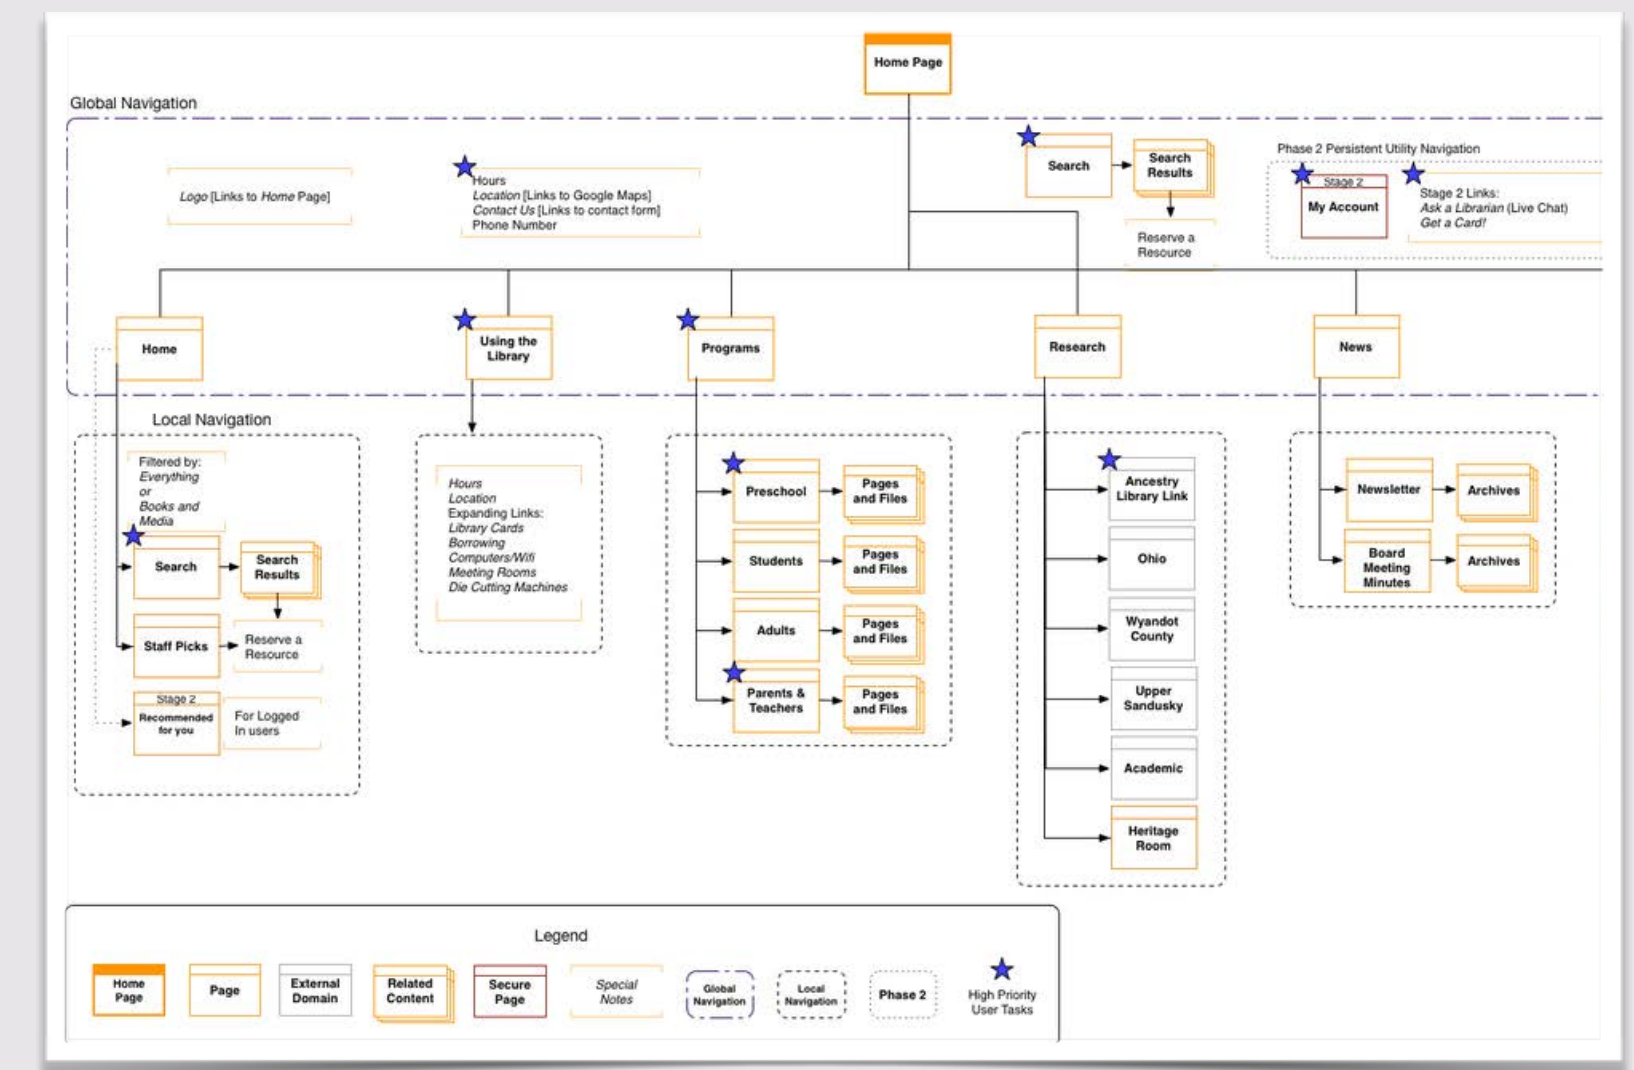 Home Page
Global Navigation
Logo [Links to Home Page]
Hours
Location [Links to Google Maps]
Contact Us [Links to contact form]
Phone Number
Search
Search
Results
Reserve a
Resource
Phase 2 Persistent Utility Navigation
Stage 2
My Account
Stage 2 Links:
Ask a Librarian (Live Chat)
Get a Card!
Home
Using the
Library
Programs
Research
News
Local Navigation
Filtered by:
Everything
or
Books and
Media
Search
Search
Results
Staff Picks
Reserve a
Resource
Stage 2
Recommended
for you
For Logged
In users
Hours
Location
Expanding Links:
Library Cards
Borrowing
Computers/Wifi
Meeting Rooms
Die Cutting Machines
Preschool
Pages
and Files
Students
Pages
and Files
Adults
Pages
and Files
Parents &
Teachers
Pages
and Files
Ancestry
Library Link
Ohio
Wyandot
County
Upper
Sandusky
Academic
Heritage
Room
Newsletter
Archives
Board
Meeting
Minutes
Archives
Legend
Home
Page
Page
External
Domain
Related
Content
Secure
Page
Special
Notes
Global
Navigation
Local
Navigation
Phase 2
High Priority
User Tasks